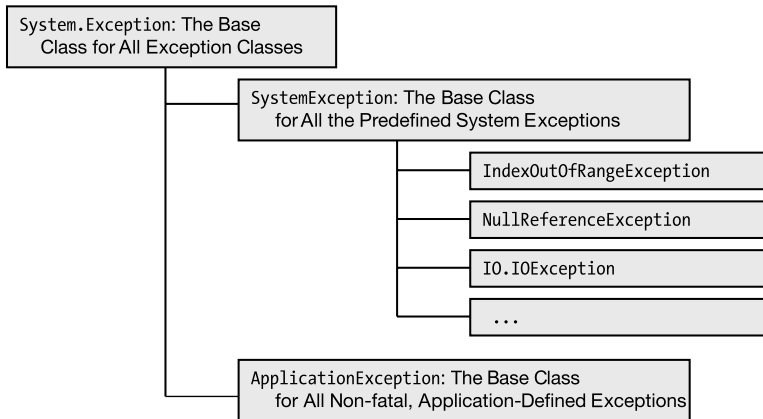 System.Exception: The Base
Class for All Exception Classes
SystemException: The Base Class
for All the Predefined System Exceptions
IndexOutOfRangeException
NullReferenceException
IO.IOException
...
ApplicationException: The Base Class
for All Non-fatal, Application-Defined Exceptions